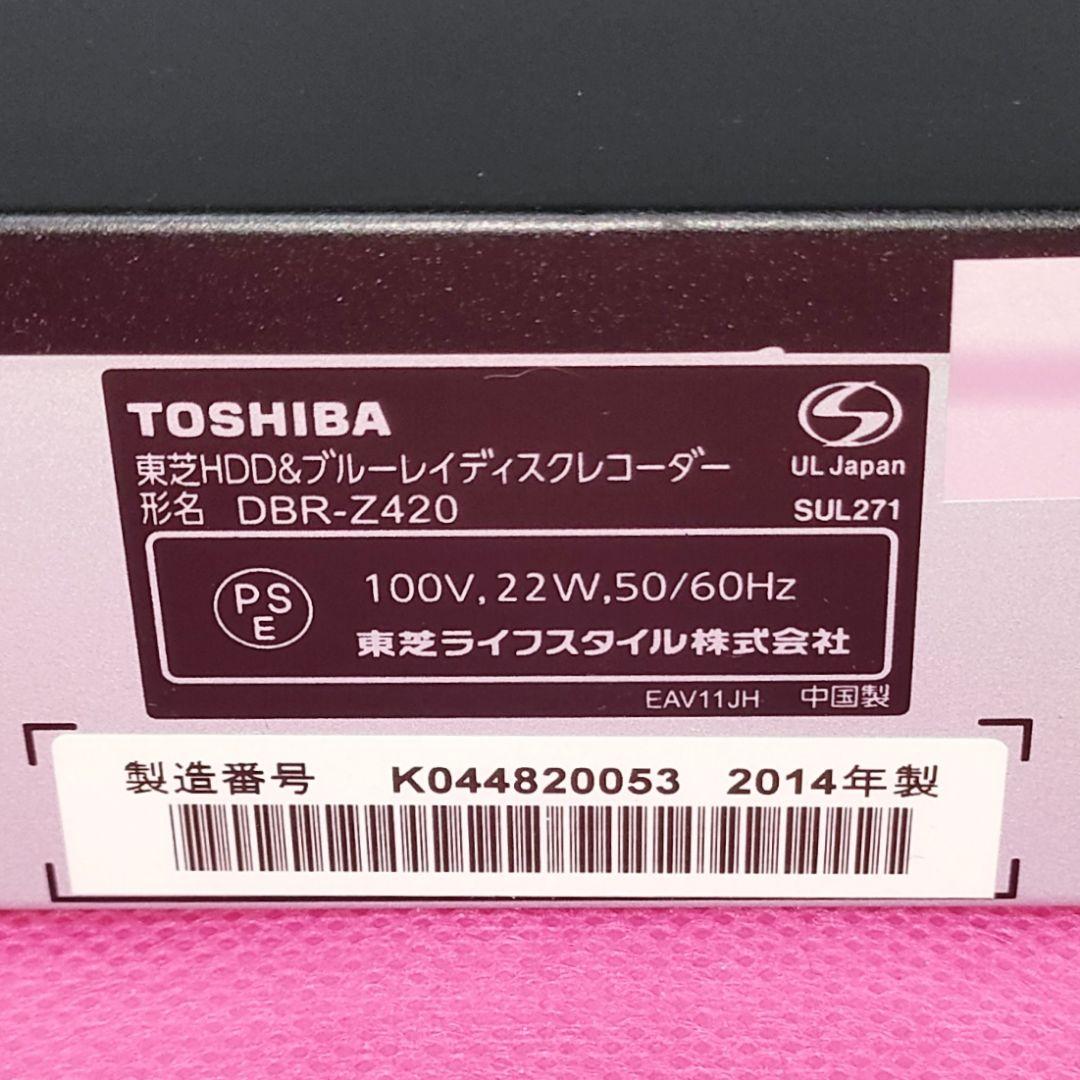 TOSHIBA
東芝HDD&ブルーレイディスクレコーダー
形名 DBR-Z420
UL Japan
SUL271
PS
E
100V,22W,50/60Hz
東芝ライフスタイル株式会社
EAV11JH 中国製
製造番号 K044820053 2014年製